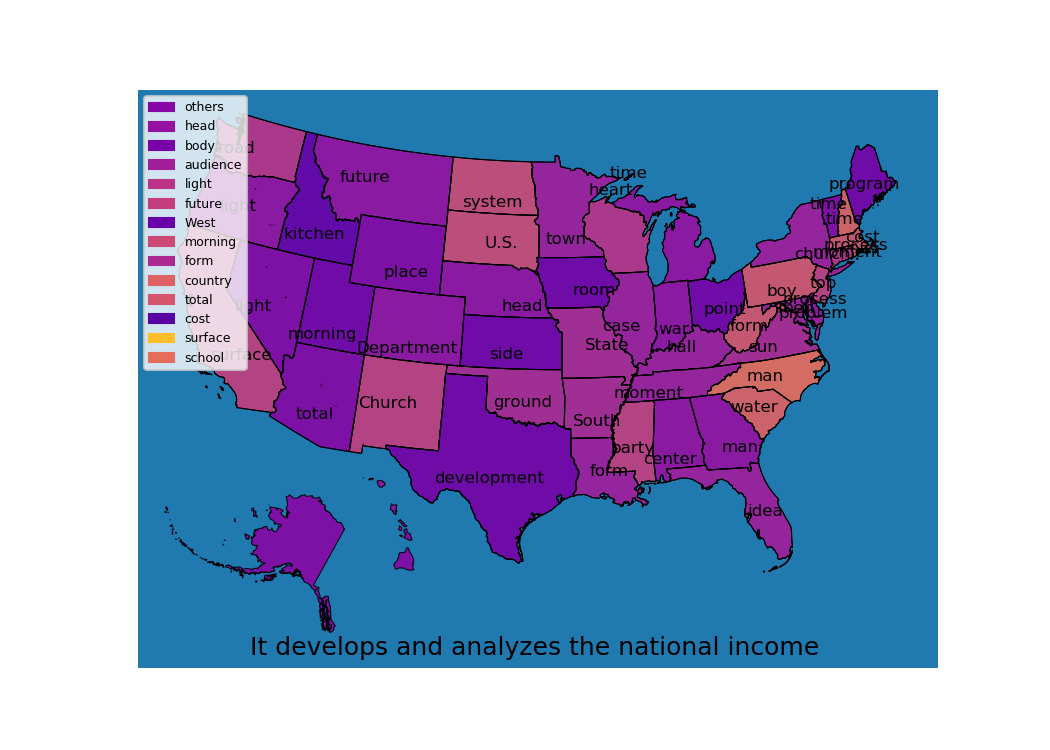 others
head
body
audience
light
future
West
morning
form
country
total
cost
surface
school
future
kitchen
place
morning
Department
total
Church
system
U.S.
head
side
ground
development
town
room
State
South
form
time
heart
case
war
hall
moment
party
center
man
idea
point
boy
form
sun
man
water
top
process
problem
church
program
time
time
cost
process
light
light
surface
road
It develops and analyzes the national income